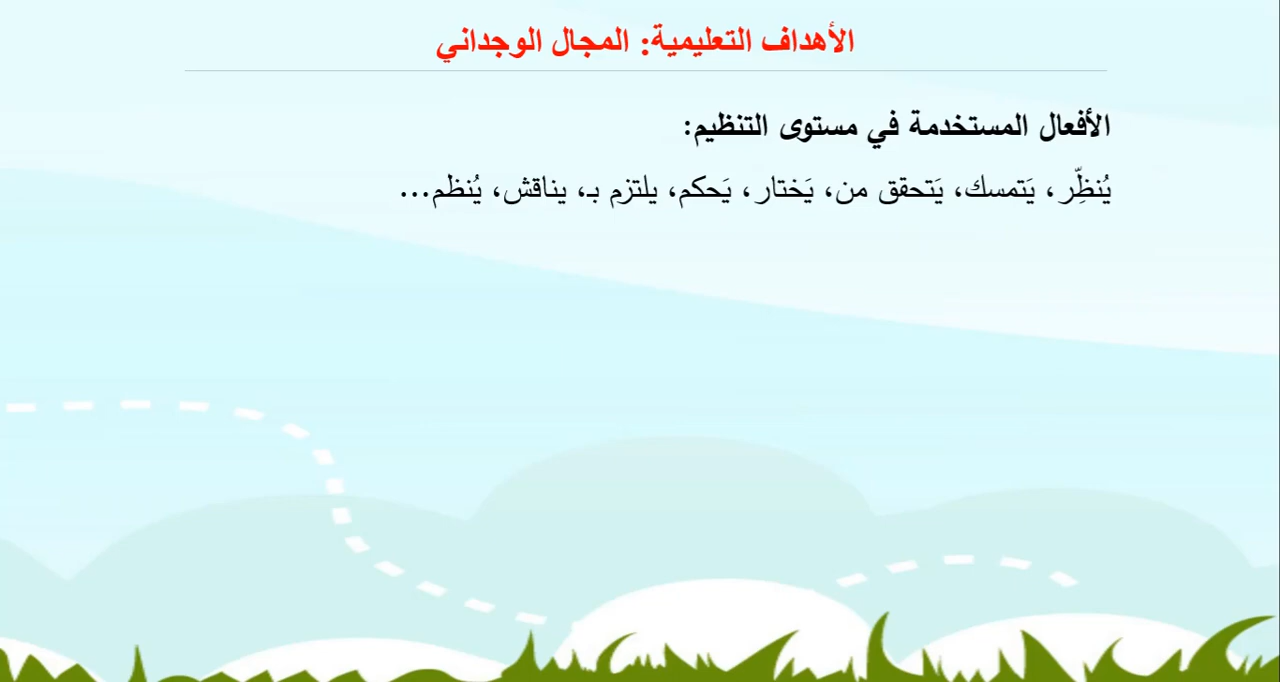 الأهداف التعليمية: المجال الوجداني
الأفعال المستخدمة في مستوى التنظيم:
يُنظِّر، يَتمسك، يَتحقق من، يَختار، يَحكم، يلتزم بـ، يناقش، يُنظم...